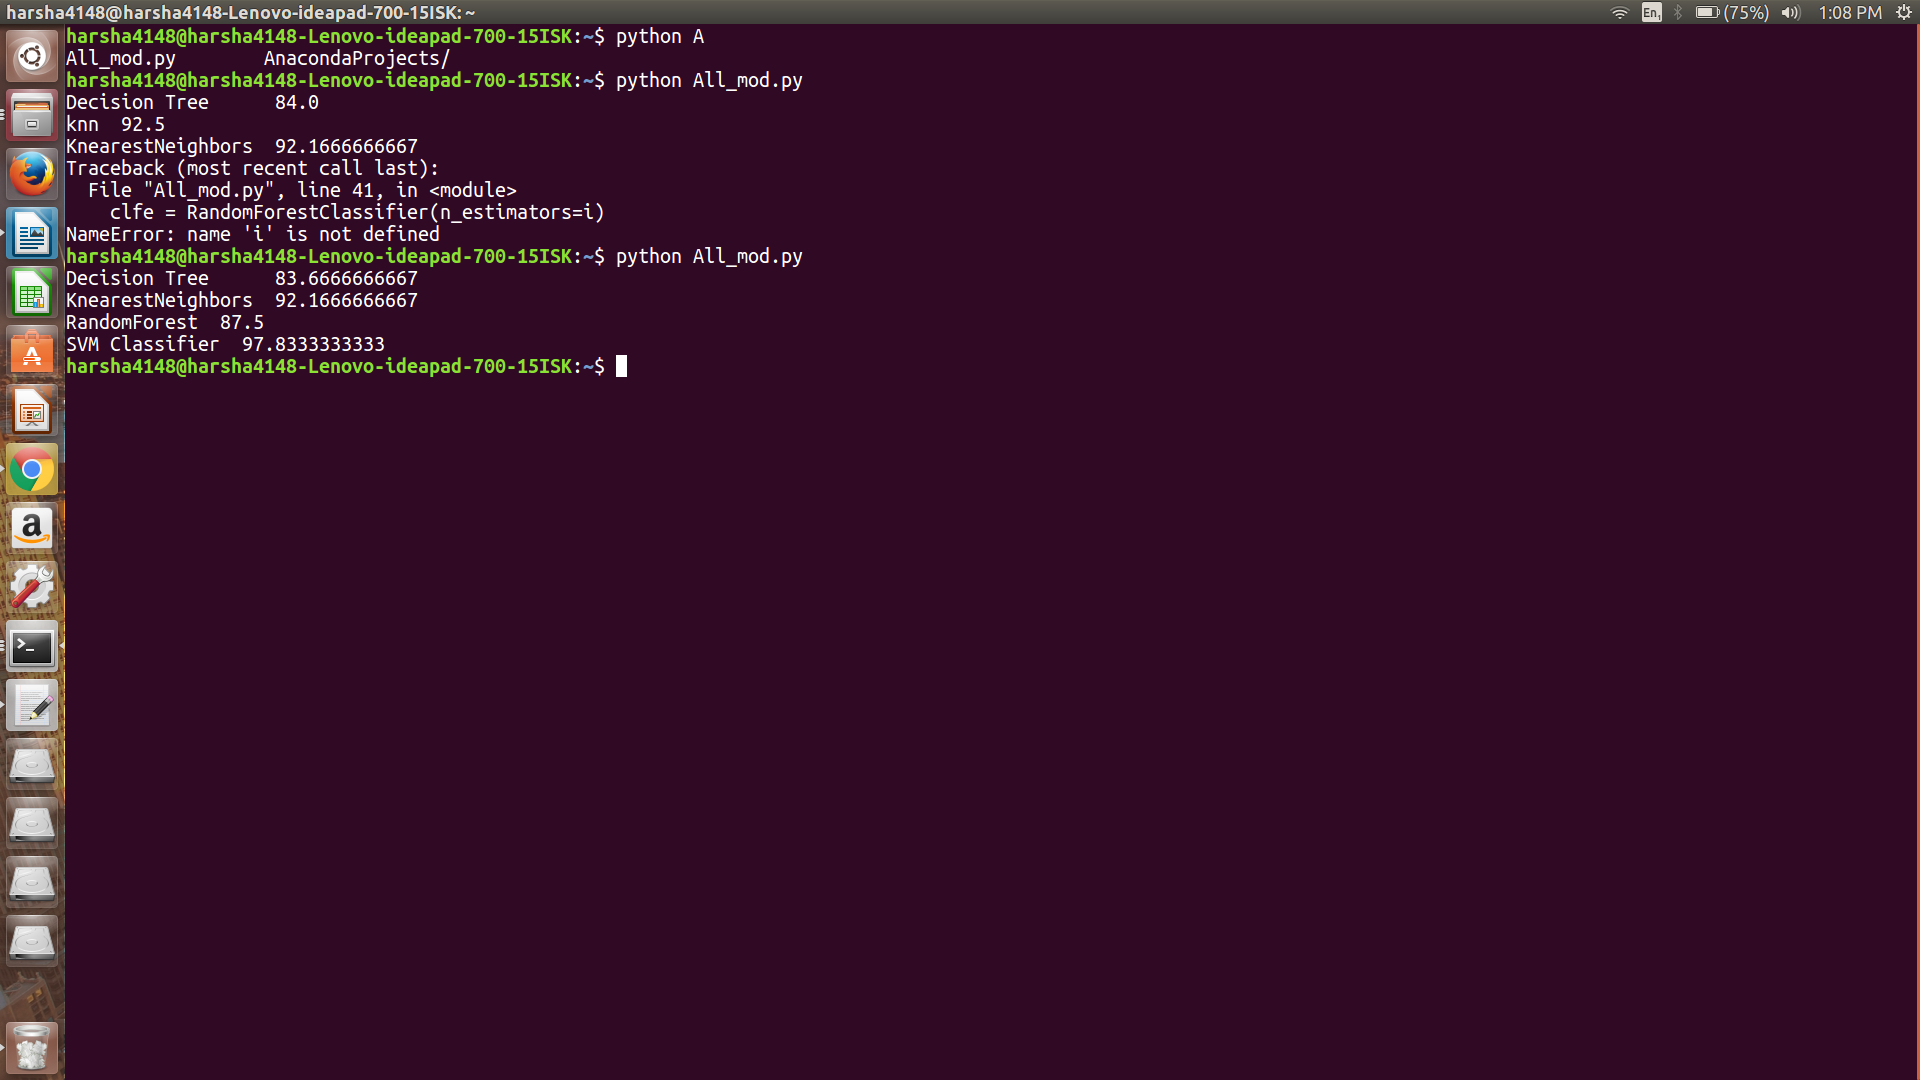 harsha4148@harsha4148-Lenovo-ideapad-700-15ISK: ~
En1 (75%) 1:08 PM
harsha4148@harsha4148-Lenovo-ideapad-700-15ISK:~$ python A
All_mod.py        AnacondaProjects/
harsha4148@harsha4148-Lenovo-ideapad-700-15ISK:~$ python All_mod.py
Decision Tree      84.0
knn  92.5
KnearestNeighbors  92.1666666667
Traceback (most recent call last):
  File "All_mod.py", line 41, in <module>
    clfe = RandomForestClassifier(n_estimators=i)
NameError: name 'i' is not defined
harsha4148@harsha4148-Lenovo-ideapad-700-15ISK:~$ python All_mod.py
Decision Tree      83.6666666667
KnearestNeighbors  92.1666666667
RandomForest  87.5
SVM Classifier  97.8333333333
harsha4148@harsha4148-Lenovo-ideapad-700-15ISK:~$